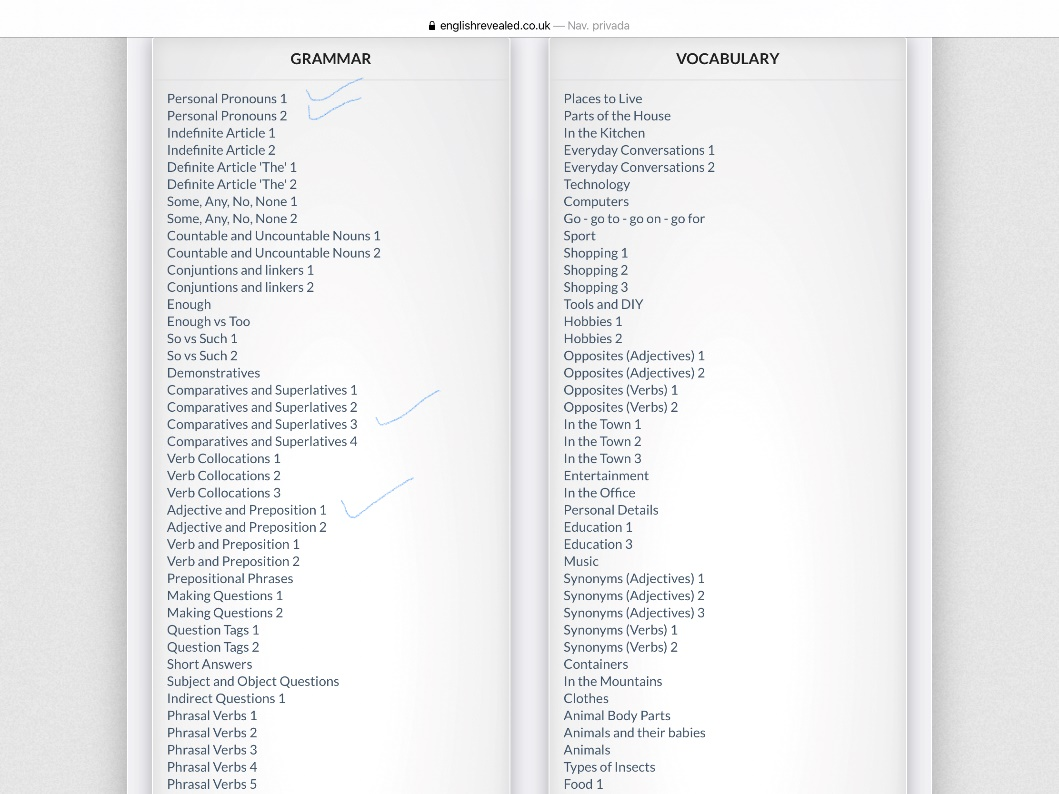 englishrevealed.co.uk — Nav. privada
GRAMMAR
Personal Pronouns 1
Personal Pronouns 2
Indefinite Article 1
Indefinite Article 2
Definite Article 'The' 1
Definite Article 'The' 2
Some, Any, No, None 1
Some, Any, No, None 2
Countable and Uncountable Nouns 1
Countable and Uncountable Nouns 2
Conjuntions and linkers 1
Conjuntions and linkers 2
Enough
Enough vs Too
So vs Such 1
So vs Such 2
Demonstratives
Comparatives and Superlatives 1
Comparatives and Superlatives 2
Comparatives and Superlatives 3
Comparatives and Superlatives 4
Verb Collocations 1
Verb Collocations 2
Verb Collocations 3
Adjective and Preposition 1
Adjective and Preposition 2
Verb and Preposition 1
Verb and Preposition 2
Prepositional Phrases
Making Questions 1
Making Questions 2
Question Tags 1
Question Tags 2
Short Answers
Subject and Object Questions
Indirect Questions 1
Phrasal Verbs 1
Phrasal Verbs 2
Phrasal Verbs 3
Phrasal Verbs 4
Phrasal Verbs 5
VOCABULARY
Places to Live
Parts of the House
In the Kitchen
Everyday Conversations 1
Everyday Conversations 2
Technology
Computers
Go - go to - go on - go for
Sport
Shopping 1
Shopping 2
Shopping 3
Tools and DIY
Hobbies 1
Hobbies 2
Opposites (Adjectives) 1
Opposites (Adjectives) 2
Opposites (Verbs) 1
Opposites (Verbs) 2
In the Town 1
In the Town 2
In the Town 3
Entertainment
In the Office
Personal Details
Education 1
Education 3
Music
Synonyms (Adjectives) 1
Synonyms (Adjectives) 2
Synonyms (Adjectives) 3
Synonyms (Verbs) 1
Synonyms (Verbs) 2
Containers
In the Mountains
Clothes
Animal Body Parts
Animals and their babies
Animals
Types of Insects
Food 1